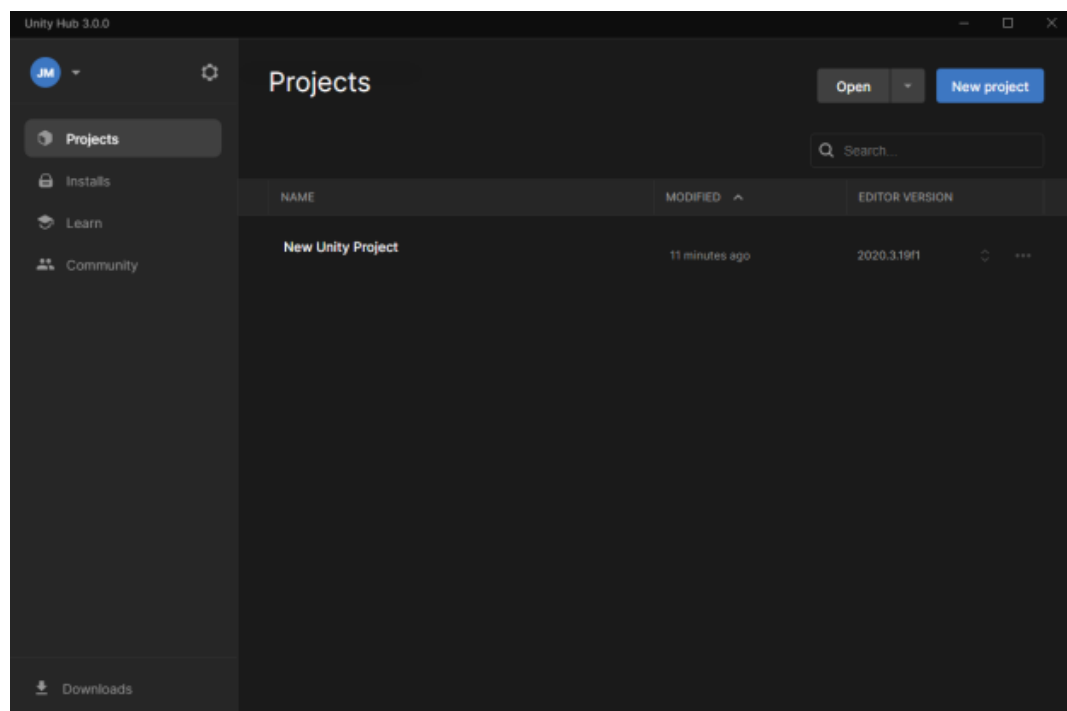 Unity Hub 3.0.0
JM
Projects
Open
New project
Projects
Search...
Installs
NAME
MODIFIED
EDITOR VERSION
Learn
New Unity Project
11 minutes ago
2020.3.19f1
Community
Downloads